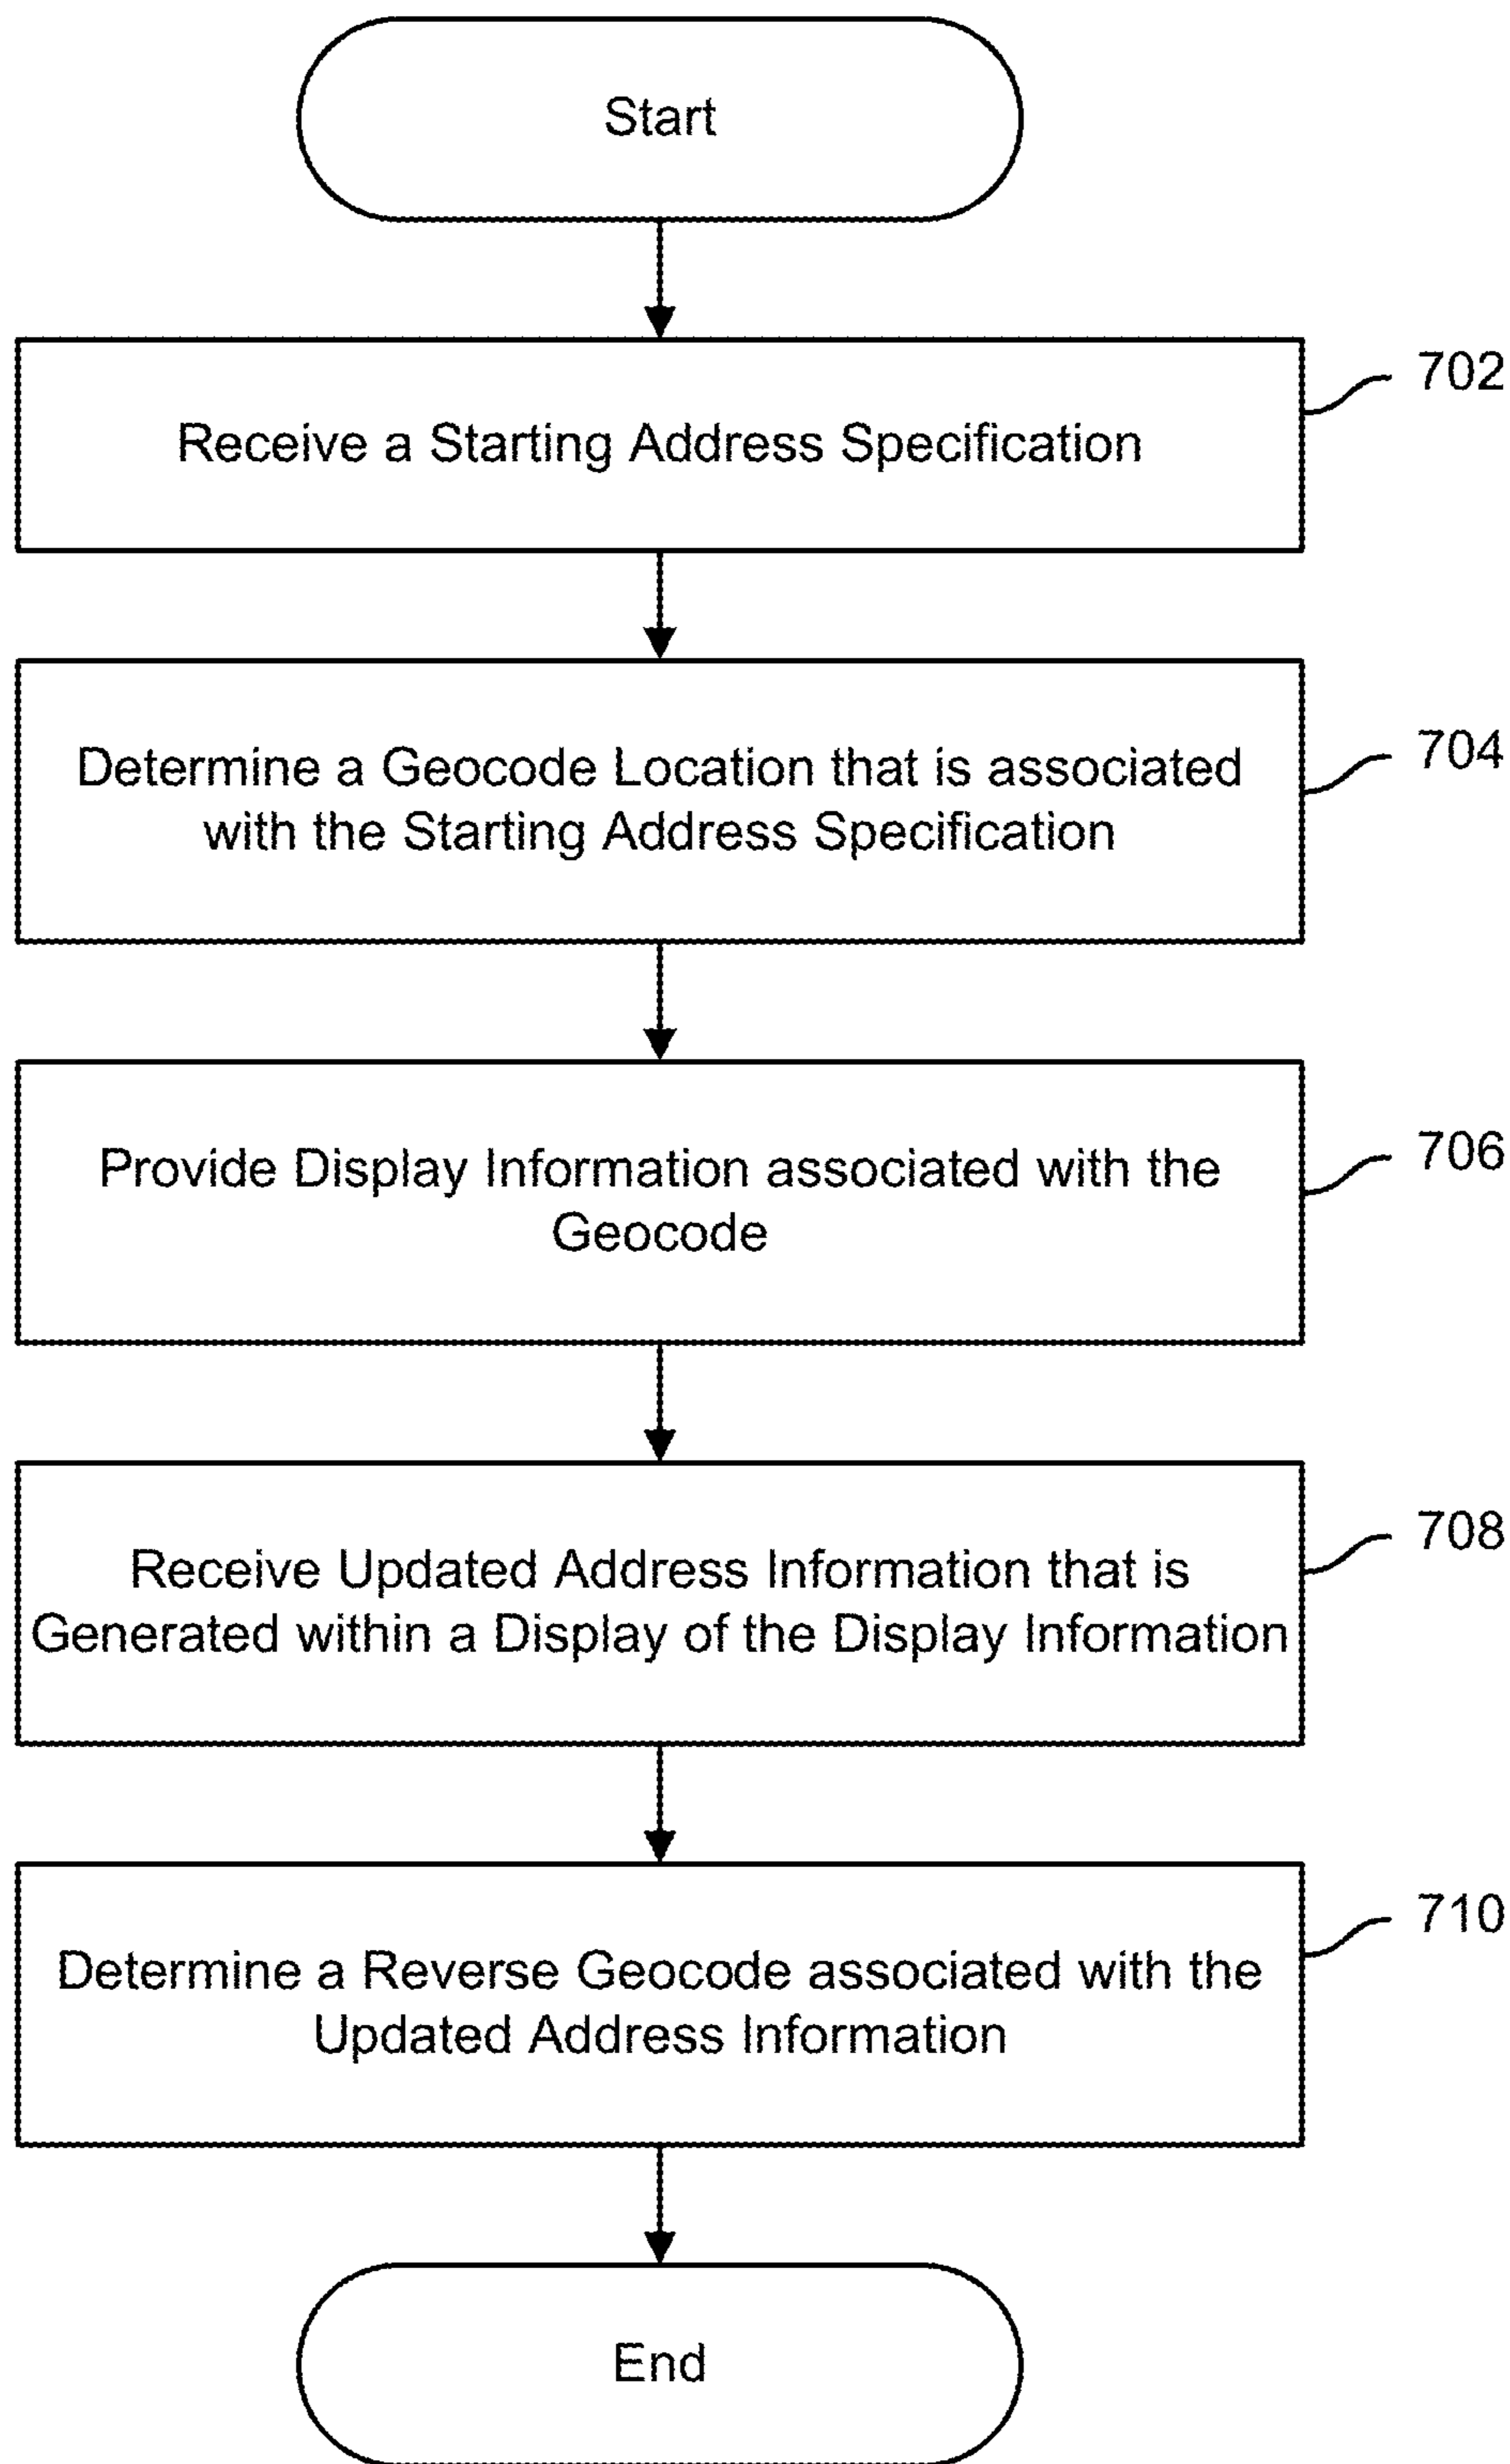 Start
702
Receive a Starting Address Specification
704
Determine a Geocode Location that is associated
with the Starting Address Specification
706
Provide Display Information associated with the
Geocode
708
Receive Updated Address Information that is
Generated within a Display of the Display Information
710
Determine a Reverse Geocode associated with the
Updated Address Information
End